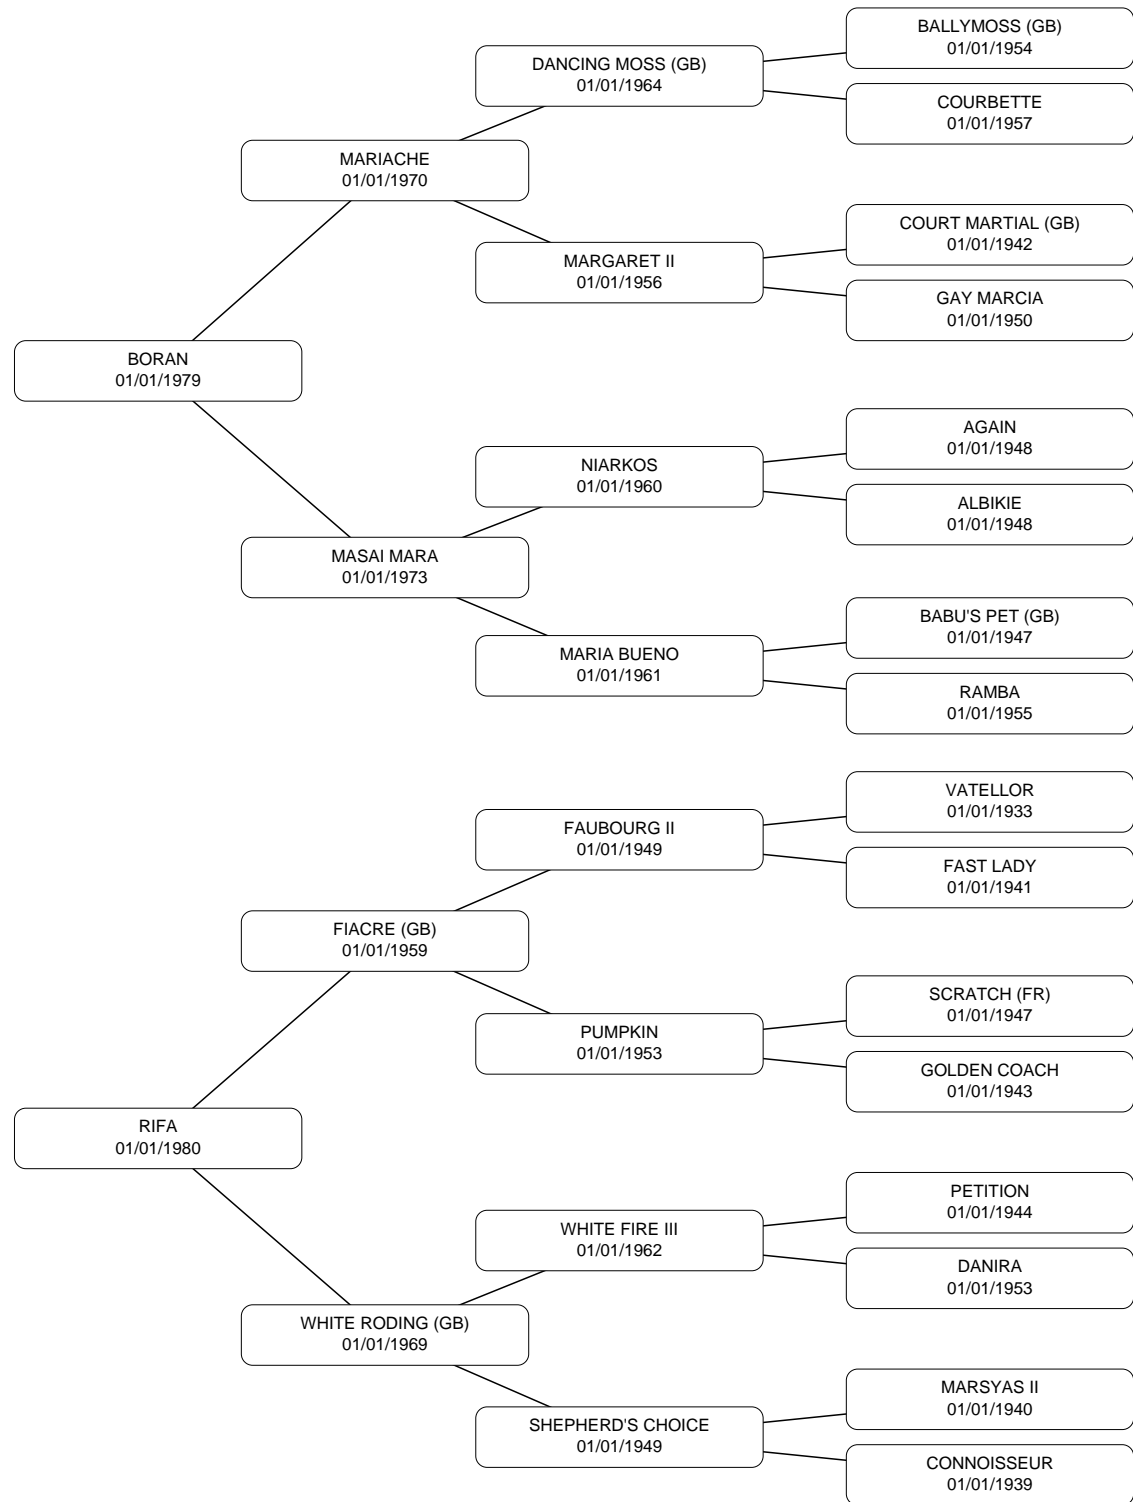 BALLYMOSS (GB)
01/01/1954
DANCING MOSS (GB)
01/01/1964
COURBETTE
01/01/1957
MARIACHE
01/01/1970
COURT MARTIAL (GB)
01/01/1942
MARGARET II
01/01/1956
GAY MARCIA
01/01/1950
BORAN
01/01/1979
AGAIN
01/01/1948
NIARKOS
01/01/1960
ALBIKIE
01/01/1948
MASAI MARA
01/01/1973
BABU'S PET (GB)
01/01/1947
MARIA BUENO
01/01/1961
RAMBA
01/01/1955
VATELLOR
01/01/1933
FAUBOURG II
01/01/1949
FAST LADY
01/01/1941
FIACRE (GB)
01/01/1959
SCRATCH (FR)
01/01/1947
PUMPKIN
01/01/1953
GOLDEN COACH
01/01/1943
RIFA
01/01/1980
PETITION
01/01/1944
WHITE FIRE III
01/01/1962
DANIRA
01/01/1953
WHITE RODING (GB)
01/01/1969
MARSYAS II
01/01/1940
SHEPHERD'S CHOICE
01/01/1949
CONNOISSEUR
01/01/1939